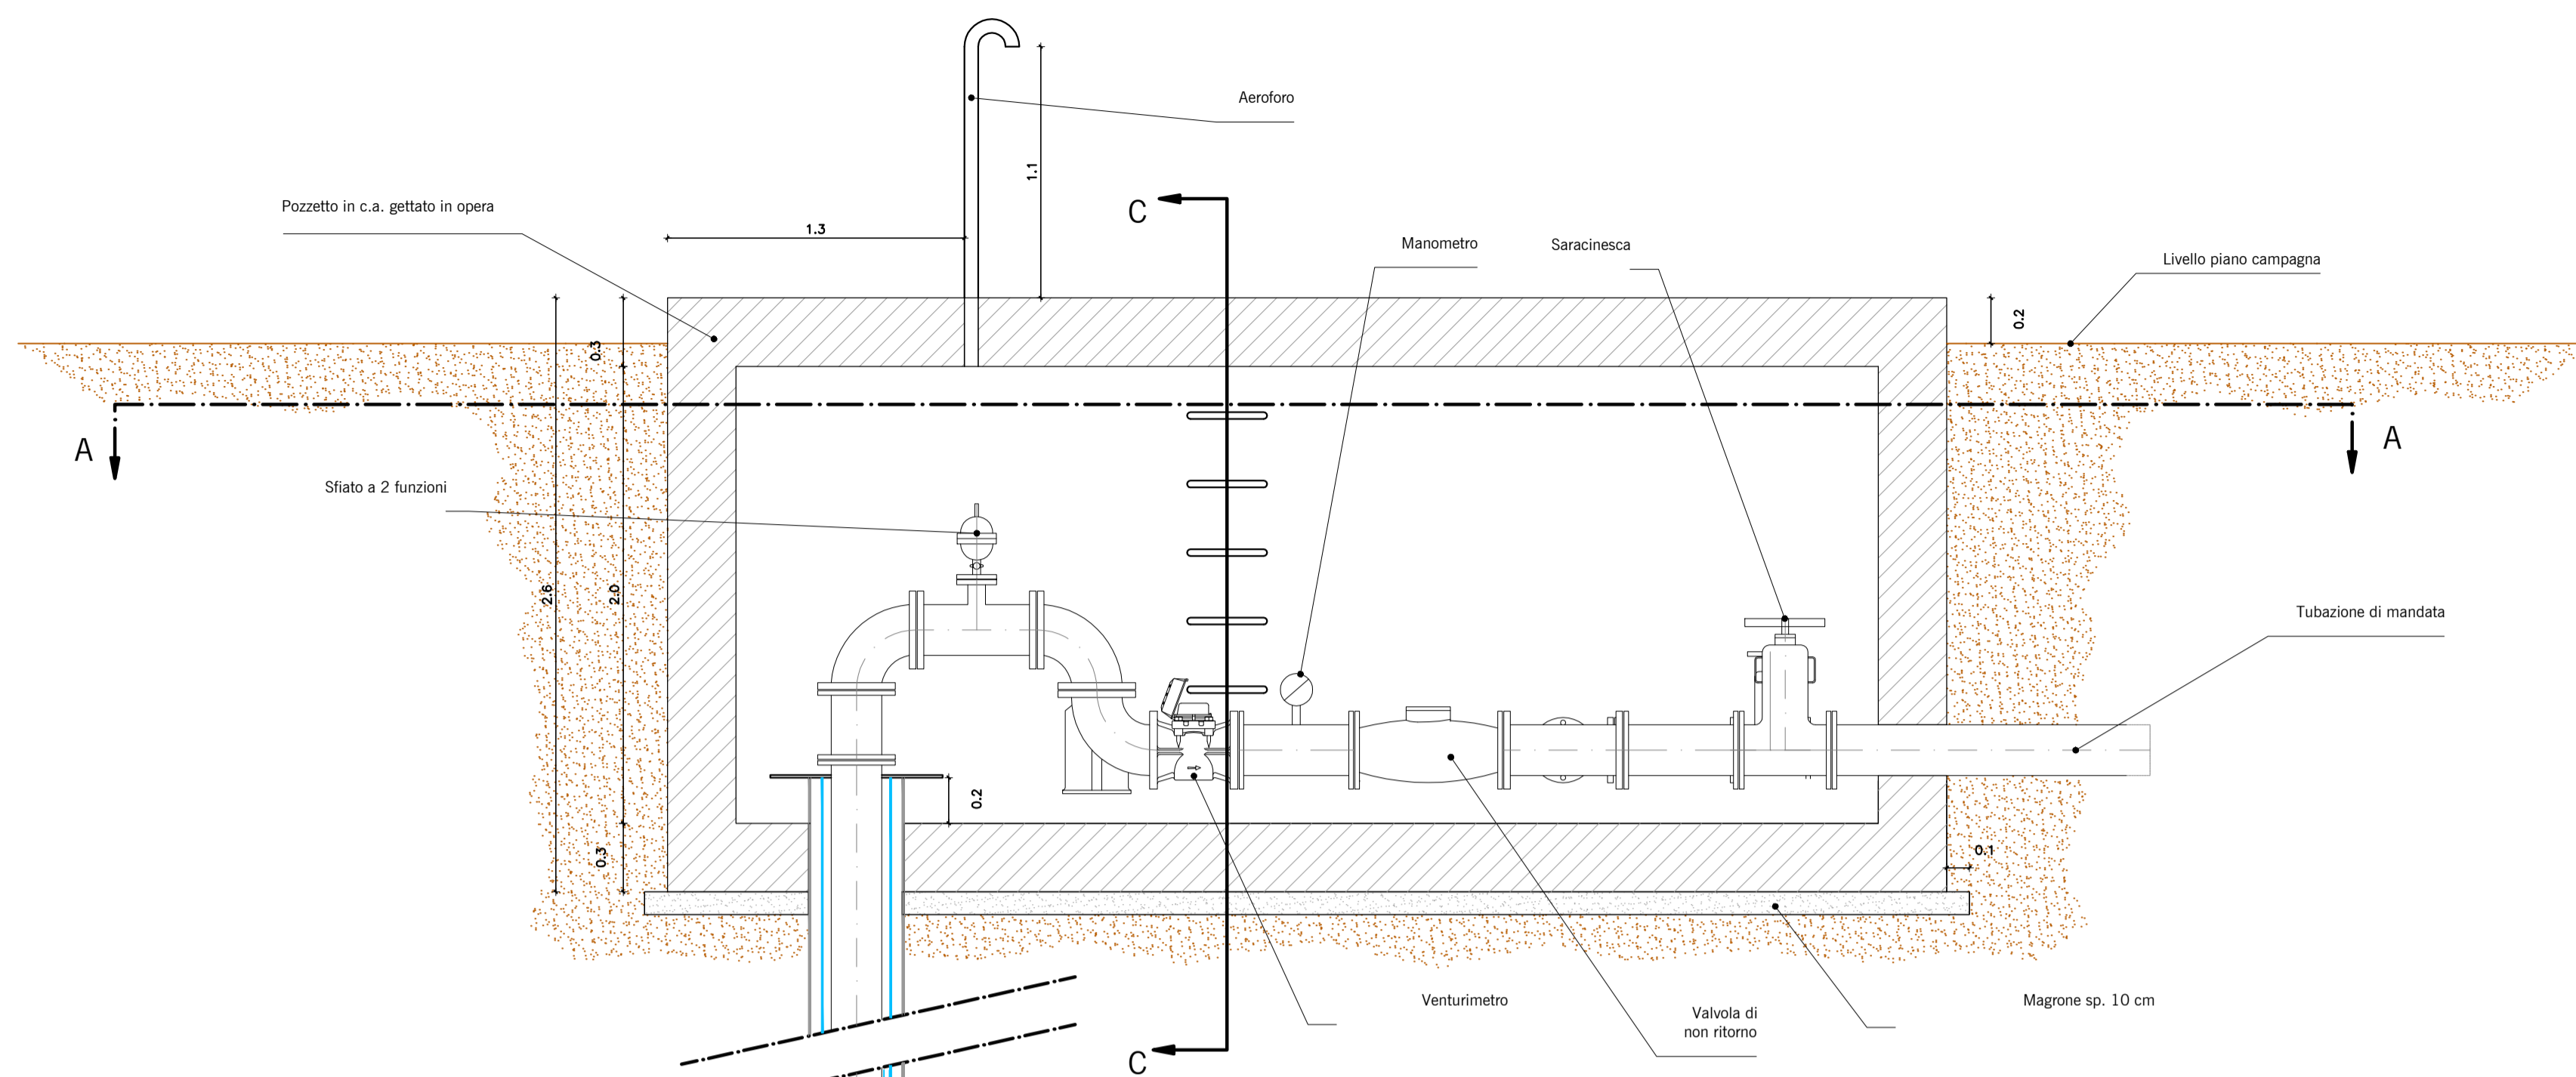 Aeroforo
1.1
Pozzetto in c.a. gettato in opera
1.3
C
Manometro
Saracinesca
Livello piano campagna
0.2
0.3
A
A
Sfiato a 2 funzioni
2.6
2.0
Tubazione di mandata
0.2
0.3
0.1
Venturimetro
Valvola di
non ritorno
Magrone sp. 10 cm
C